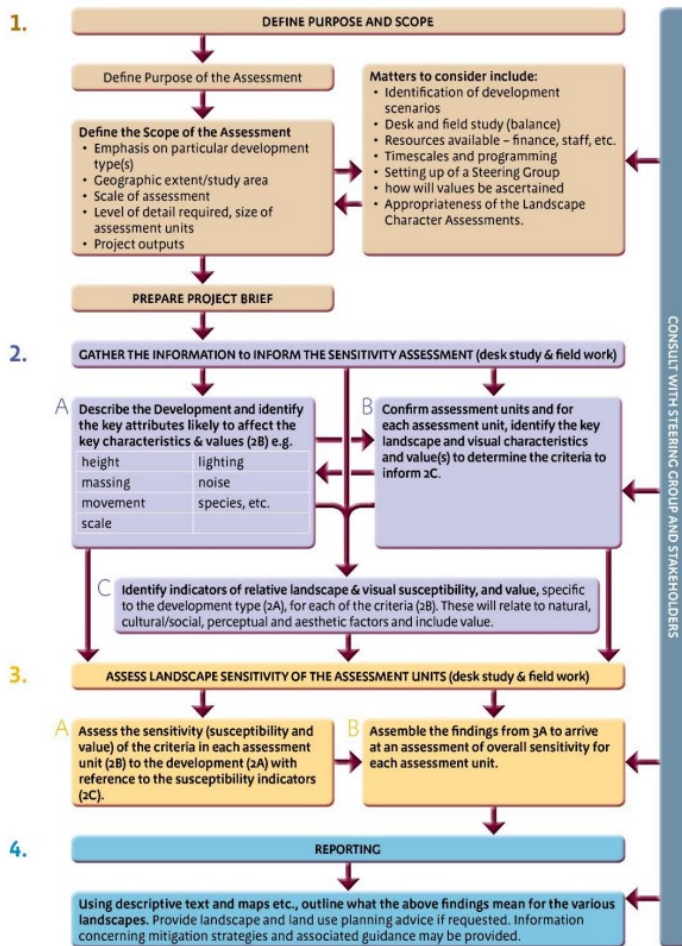 1.
DEFINE PURPOSE AND SCOPE
Define Purpose of the Assessment
Define the Scope of the Assessment
• Emphasis on particular development
type(s)
• Geographic extent/study area
• Scale of assessment
• Level of detail required, size of
assessment units
• Project outputs
Matters to consider include:
• Identification of development
scenarios
• Desk and field study (balance)
• Resources available – finance, staff, etc.
• Timescales and programming
• Setting up of a Steering Group
• how will values be ascertained
• Appropriateness of the Landscape
Character Assessments.
PREPARE PROJECT BRIEF
2.
GATHER THE INFORMATION to INFORM THE SENSITIVITY ASSESSMENT (desk study & field work)
A
Describe the Development and identify
the key attributes likely to affect the
key characteristics & values (2B) e.g.
height lighting
massing noise
movement species, etc.
scale
B
Confirm assessment units and for
each assessment unit, identify the key
landscape and visual characteristics
and value(s) to determine the criteria to
inform 2C.
C
Identify indicators of relative landscape & visual susceptibility, and value, specific
to the development type (2A), for each of the criteria (2B). These will relate to natural,
cultural/social, perceptual and aesthetic factors and include value.
3.
ASSESS LANDSCAPE SENSITIVITY OF THE ASSESSMENT UNITS (desk study & field work)
A
Assess the sensitivity (susceptibility and
value) of the criteria in each assessment
unit (2B) to the development (2A) with
reference to the susceptibility indicators
(2C).
B
Assemble the findings from 3A to arrive
at an assessment of overall sensitivity for
each assessment unit.
4.
REPORTING
Using descriptive text and maps etc., outline what the above findings mean for the various
landscapes. Provide landscape and land use planning advice if requested. Information
concerning mitigation strategies and associated guidance may be provided.
CONSULT WITH STEERING GROUP AND STAKEHOLDERS